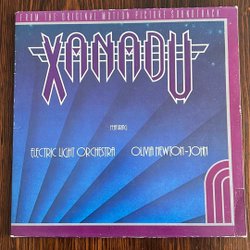 FROM THE ORIGINAL MOTION PICTURE SOUNDTRACK
XANADU
FEATURING
ELECTRIC LIGHT ORCHESTRA OLIVIA NEWTON-JOHN